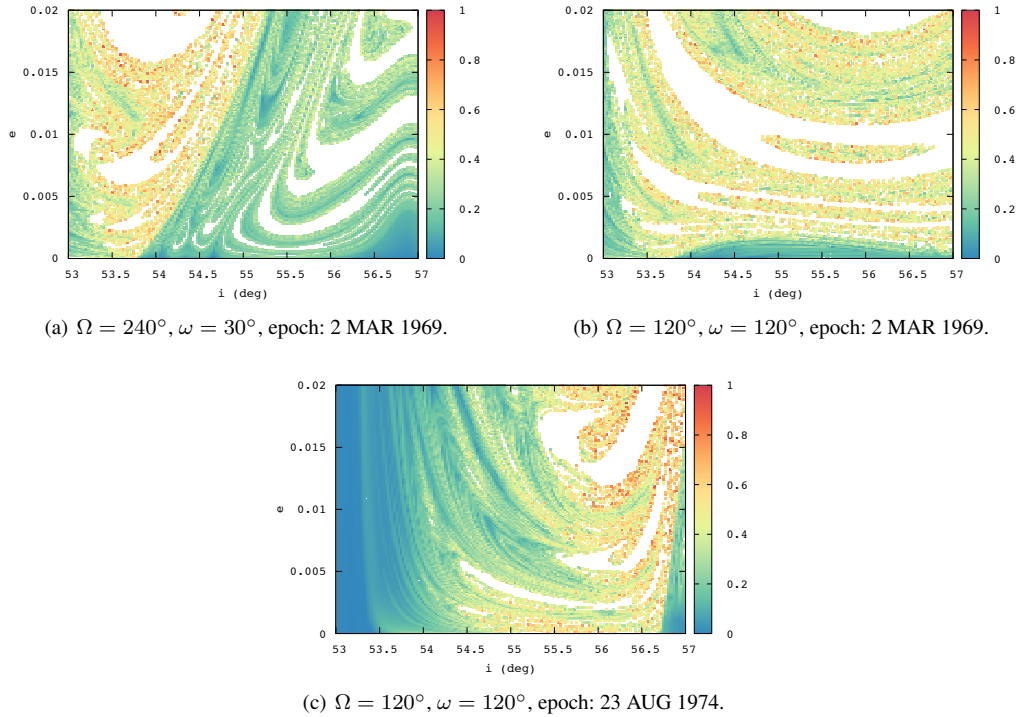 0.02
0.015
0.01
0.005
0
e
53 53.5 54 54.5 55 55.5 56 56.5 57
i (deg)
1
0.8
0.6
0.4
0.2
0
(a) Ω = 240°, ω = 30°, epoch: 2 MAR 1969.
0.02
0.015
0.01
0.005
0
e
53 53.5 54 54.5 55 55.5 56 56.5 57
i (deg)
1
0.8
0.6
0.4
0.2
0
(b) Ω = 120°, ω = 120°, epoch: 2 MAR 1969.
0.02
0.015
0.01
0.005
0
e
53 53.5 54 54.5 55 55.5 56 56.5 57
i (deg)
1
0.8
0.6
0.4
0.2
0
(c) Ω = 120°, ω = 120°, epoch: 23 AUG 1974.